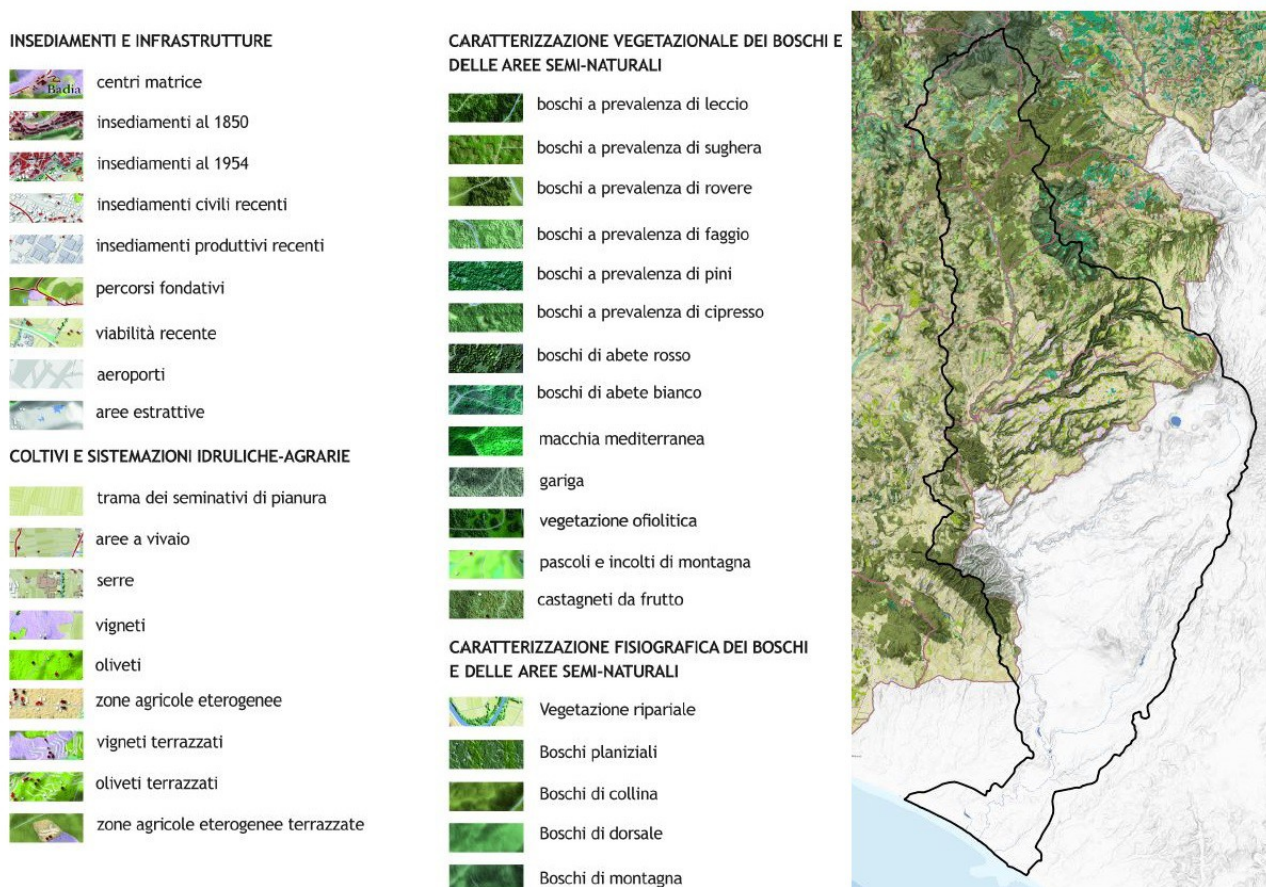 INSEDIAMENTI E INFRASTRUTTURE
centri matrice
Badia
insediamenti al 1850
insediamenti al 1954
insediamenti civili recenti
insediamenti produttivi recenti
percorsi fondativi
viabilità recente
aeroporti
aree estrattive
COLTIVI E SISTEMAZIONI IDRULICHE-AGRARIE
trama dei seminativi di pianura
aree a vivaio
serre
vigneti
oliveti
zone agricole eterogenee
vigneti terrazzati
oliveti terrazzati
zone agricole eterogenee terrazzate
CARATTERIZZAZIONE VEGETAZIONALE DEI BOSCHI E
DELLE AREE SEMI-NATURALI
boschi a prevalenza di leccio
boschi a prevalenza di sughera
boschi a prevalenza di rovere
boschi a prevalenza di faggio
boschi a prevalenza di pini
boschi a prevalenza di cipresso
boschi di abete rosso
boschi di abete bianco
macchia mediterranea
gariga
vegetazione ofiolitica
pascoli e incolti di montagna
castagneti da frutto
CARATTERIZZAZIONE FISIOGRAFICA DEI BOSCHI
E DELLE AREE SEMI-NATURALI
Vegetazione ripariale
Boschi planiziali
Boschi di collina
Boschi di dorsale
Boschi di montagna